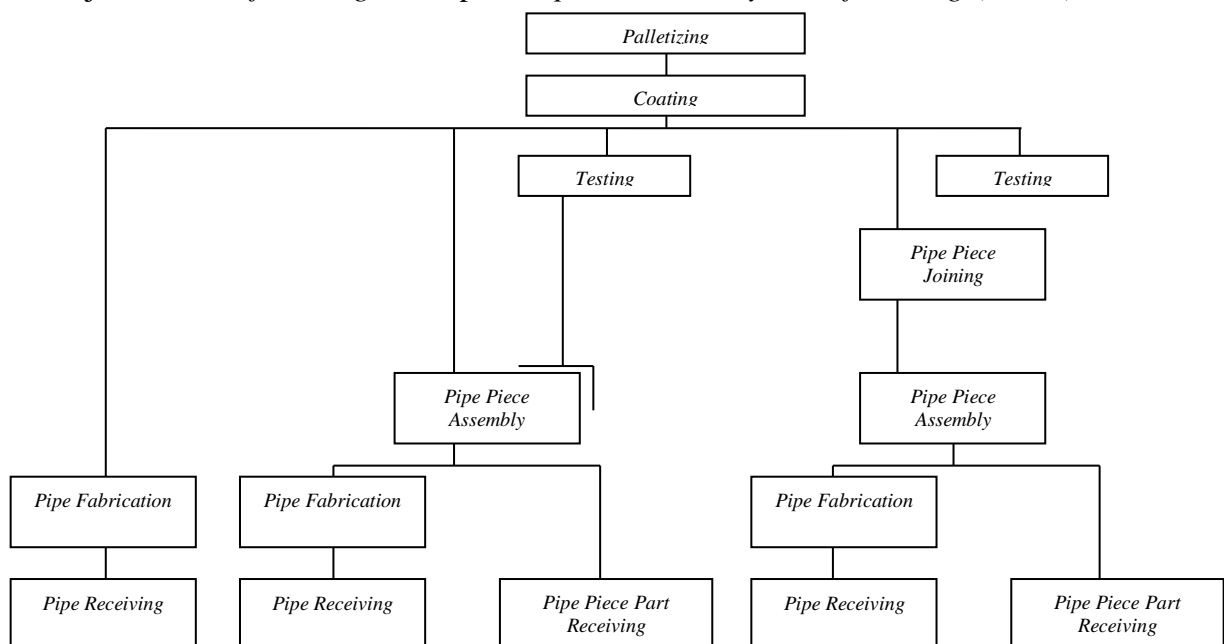 Palletizing
Coating
Testing
Testing
Pipe Piece
Joining
Pipe Piece
Assembly
Pipe Piece
Assembly
Pipe Fabrication
Pipe Fabrication
Pipe Fabrication
Pipe Receiving
Pipe Receiving
Pipe Piece Part
Receiving
Pipe Receiving
Pipe Piece Part
Receiving